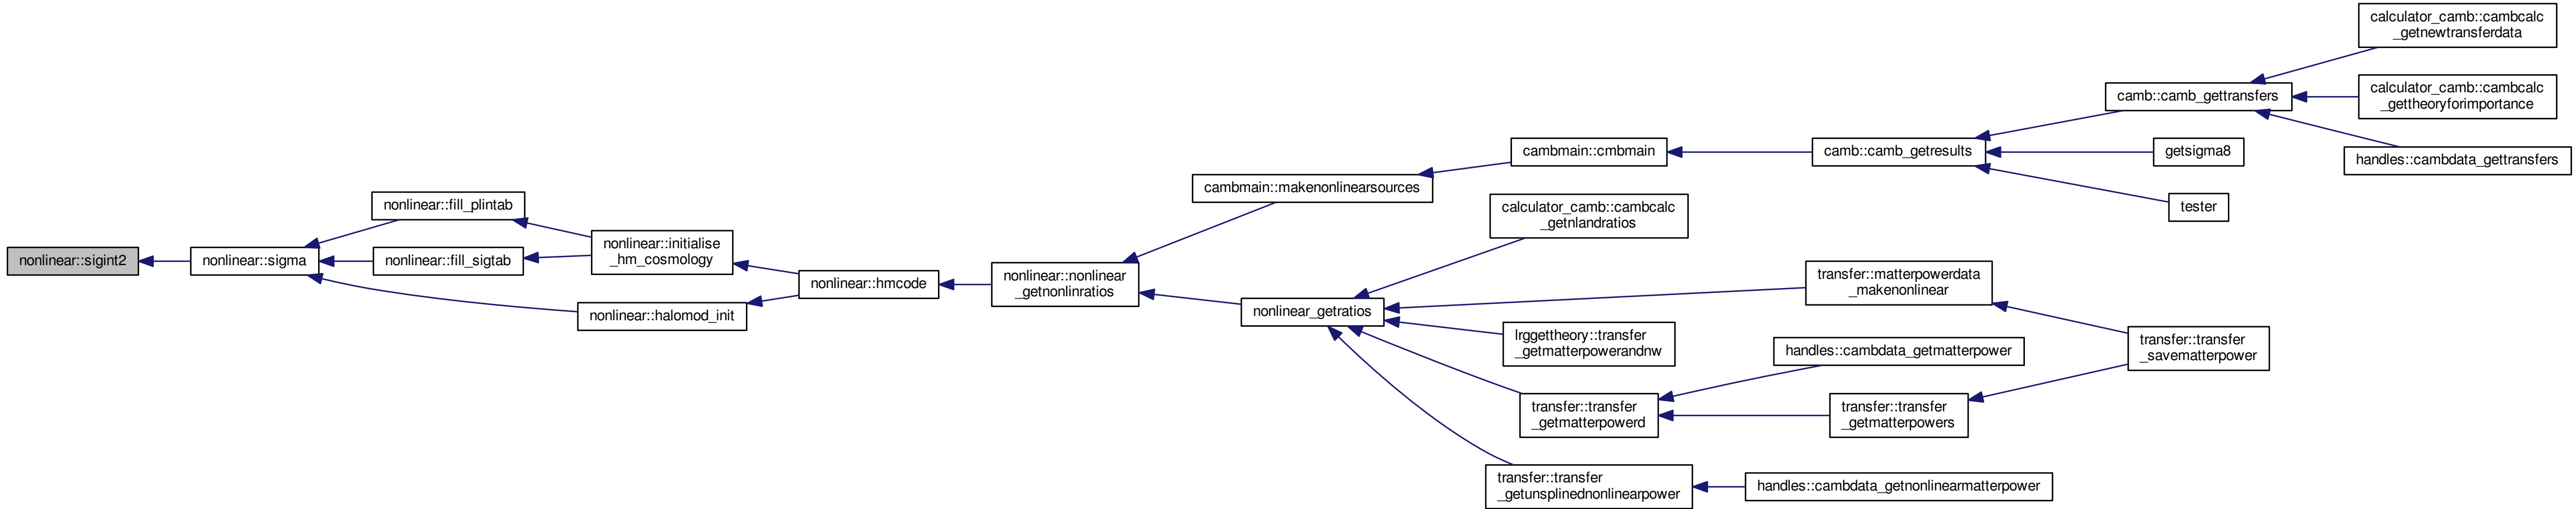 nonlinear::sigint2
nonlinear::sigma
nonlinear::fill_plintab
nonlinear::fill_sigtab
nonlinear::halomod_init
nonlinear::initialise
_hm_cosmology
nonlinear::hmcode
nonlinear::nonlinear
_getnonlinratios
cambmain::makenonlinearsources
nonlinear_getratios
cambmain::cmbmain
calculator_camb::cambcalc
_getnlandratios
lrggettheory::transfer
_getmatterpowerandnw
transfer::transfer
_getmatterpowerd
transfer::transfer
_getunsplinednonlinearpower
camb::camb_getresults
transfer::matterpowerdata
_makenonlinear
handles::cambdata_getmatterpower
transfer::transfer
_getmatterpowers
handles::cambdata_getnonlinearmatterpower
camb::camb_gettransfers
getsigma8
tester
transfer::transfer
_savematterpower
calculator_camb::cambcalc
_getnewtransferdata
calculator_camb::cambcalc
_gettheoryforimportance
handles::cambdata_gettransfers